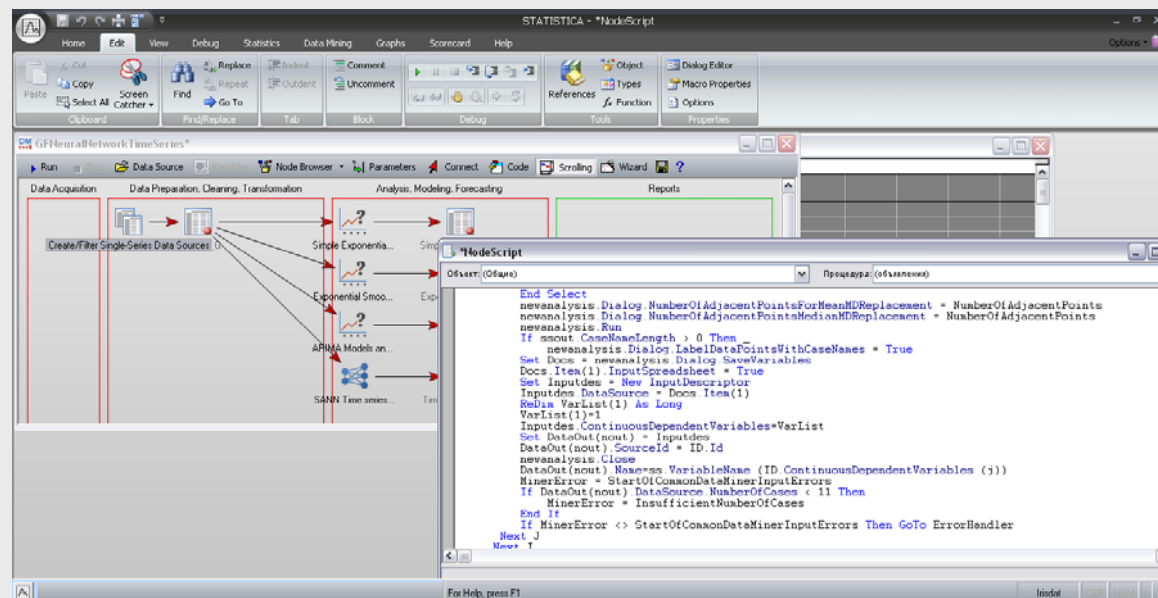 STATISTICA - *NodeScript
Home Edit View Debug Statistics Data Mining Graphs Scorecard Help
Options
Paste
Cut
Copy
Select All
Screen Catcher
Clipboard
Find
Replace
Repeat
Go To
Find/Replace
Indent
Outdent
Tab
Comment
Uncomment
Block
Debug
References
Object
Types
Function
Tools
Dialog Editor
Macro Properties
Options
Properties
GFNeuralNetworkTimeSeries*
Run Stop Data Source Variables Node Browser Parameters Connect Code Scrolling Wizard ?
Data Acquisition Data Preparation, Cleaning, Transformation Analysis, Modeling, Forecasting Reports
Create/Filter Single-Series Data Sources 0
Simple Exponentia...
Exponential Smoo...
ARIMA Models an...
SANN Time series...
*NodeScript
Объект: (Общие) Процедура: (объявления)
End Select
newanalysis.Dialog.NumberOfAdjacentPointsForMeanMDReplacement = NumberOfAdjacentPoints
newanalysis.Dialog.NumberOfAdjacentPointsMedianMDReplacement = NumberOfAdjacentPoints
newanalysis.Run
If ssout.CaseNameLength > 0 Then _
newanalysis.Dialog.LabelDataPointsWithCaseNames = True
Set Docs = newanalysis.Dialog.SaveVariables
Docs.Item(1).InputSpreadsheet = True
Set Inputdes = New InputDescriptor
Inputdes.DataSource = Docs.Item(1)
ReDim VarList(1) As Long
VarList(1)=1
Inputdes.ContinuousDependentVariables=VarList
Set DataOut(nout) = Inputdes
DataOut(nout).SourceId = ID.Id
newanalysis.Close
DataOut(nout).Name=ss.VariableName (ID.ContinuousDependentVariables (j))
MinerError = StartOfCommonDataMinerInputErrors
If DataOut(nout).DataSource.NumberOfCases < 11 Then
MinerError = InsufficientNumberOfCases
End If
If MinerError <> StartOfCommonDataMinerInputErrors Then GoTo ErrorHandler
Next J
Next I
For Help, press F1
Irisdat CAP NUM